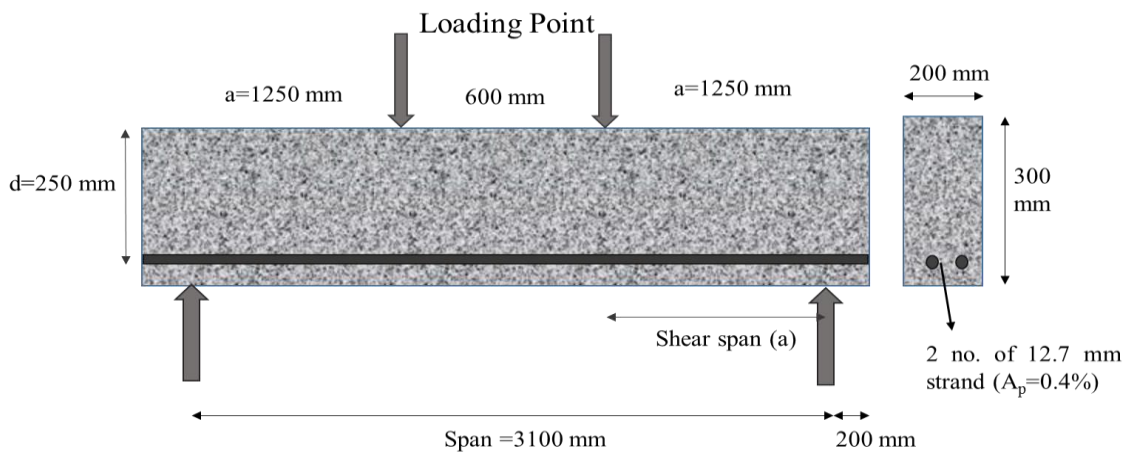 Loading Point
a=1250 mm
600 mm
a=1250 mm
200 mm
d=250 mm
300
mm
Shear span (a)
2 no. of 12.7 mm
strand (Aₚ=0.4%)
Span =3100 mm
200 mm